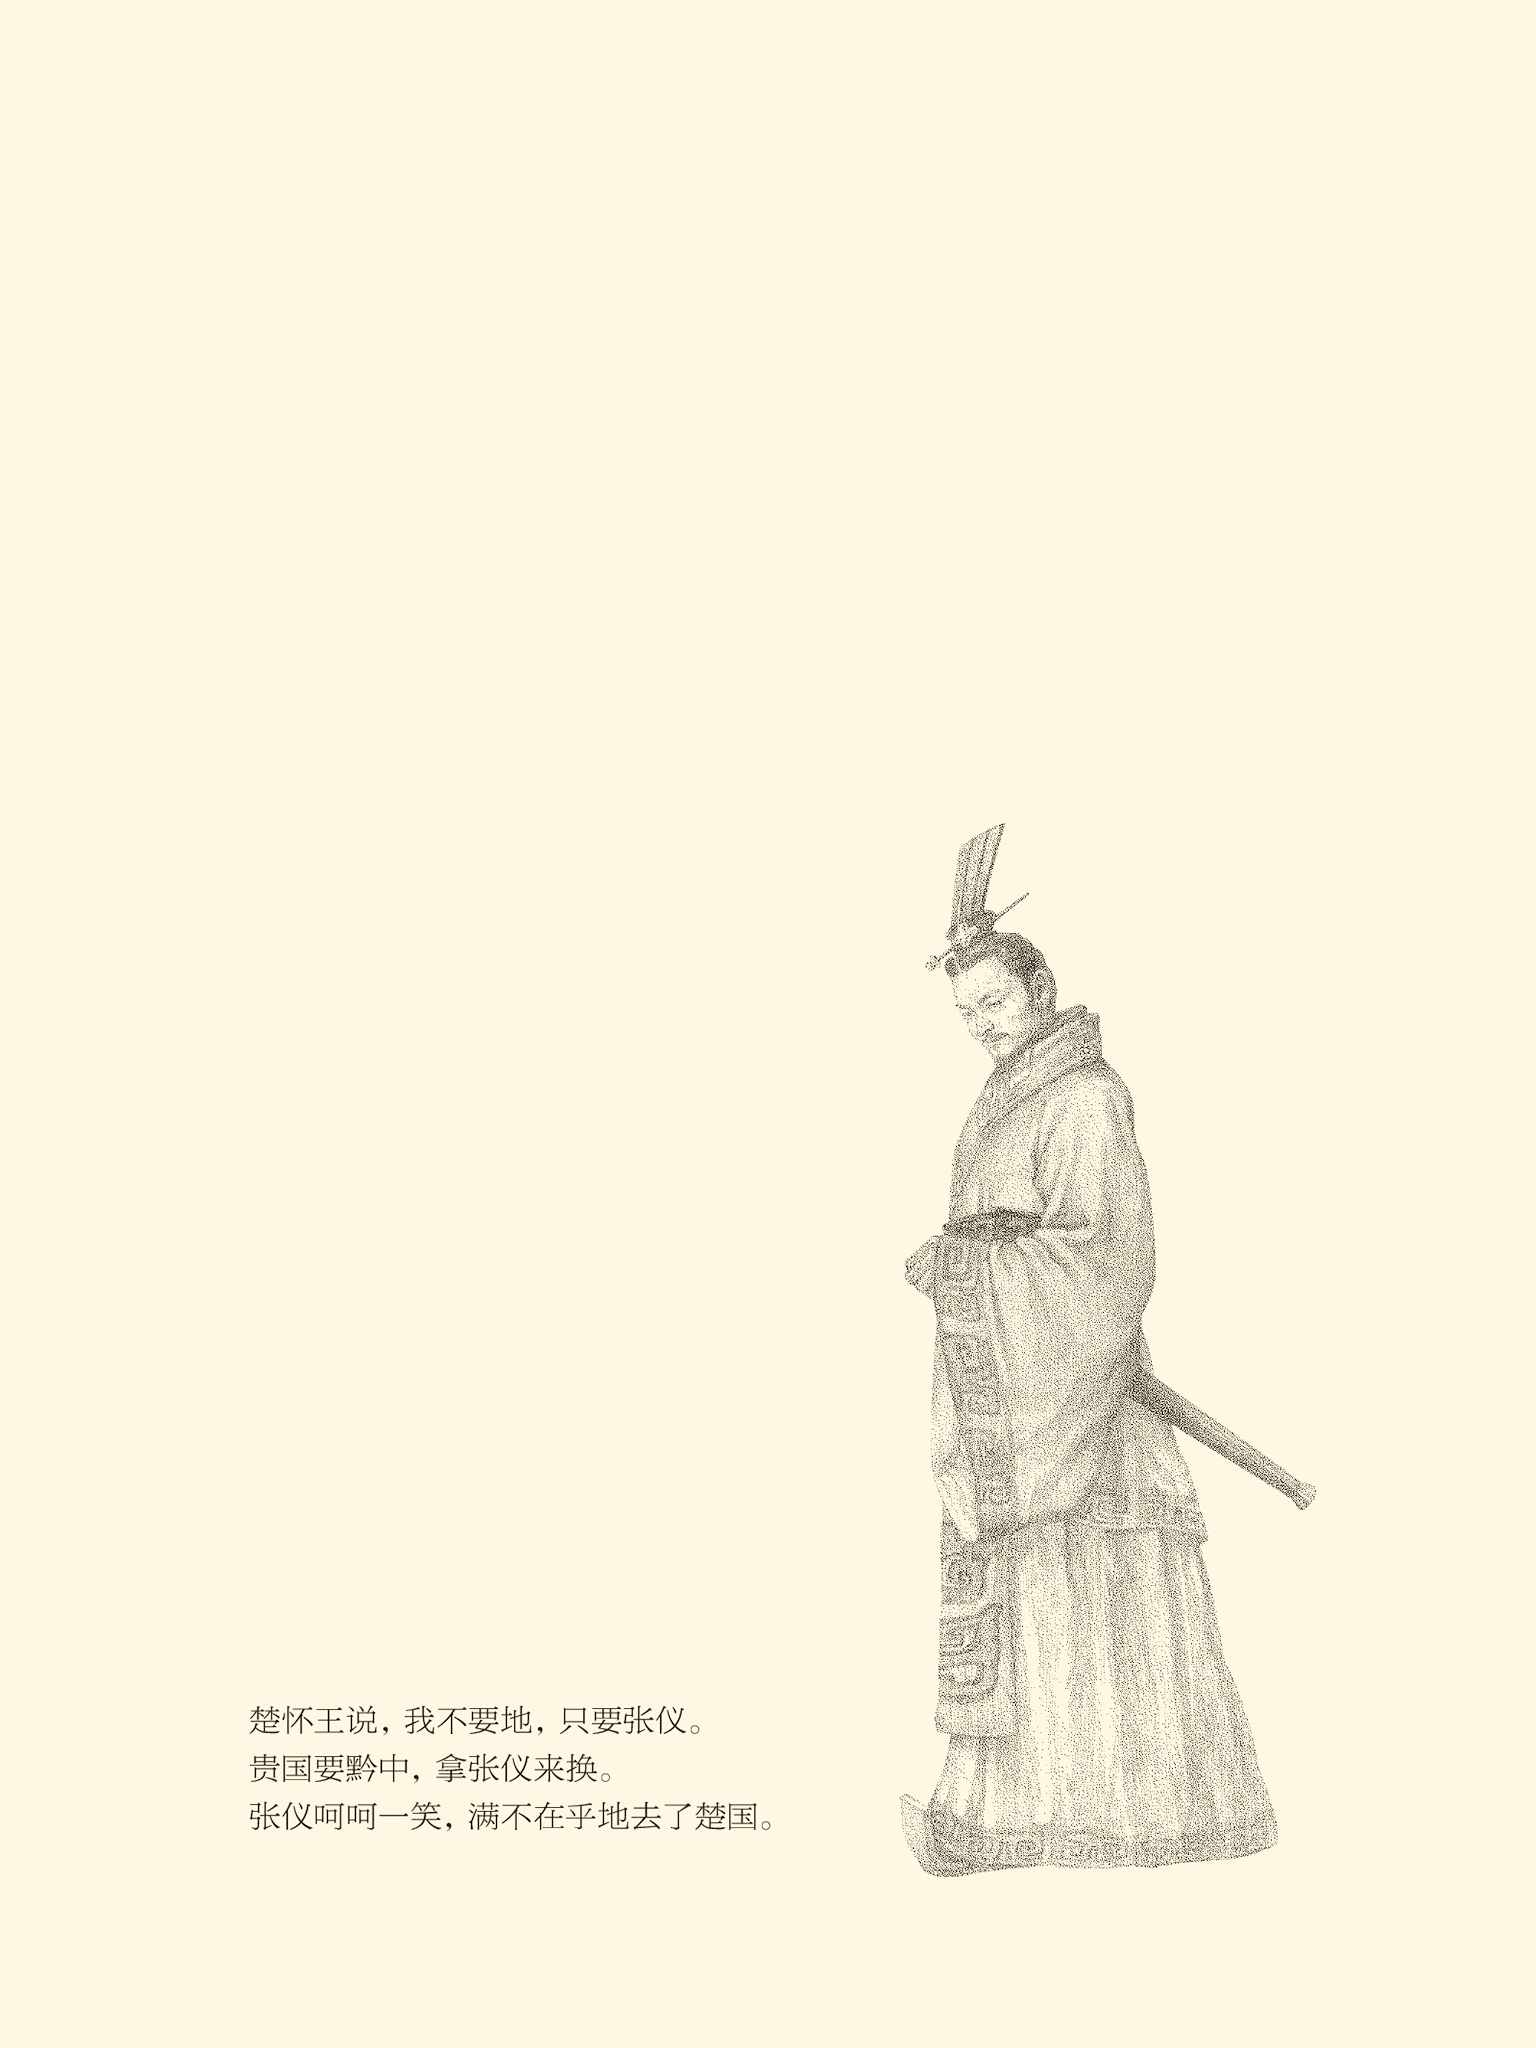 楚怀王说，我不要地，只要张仪。
贵国要黔中，拿张仪来换。
张仪呵呵一笑，满不在乎地去了楚国。